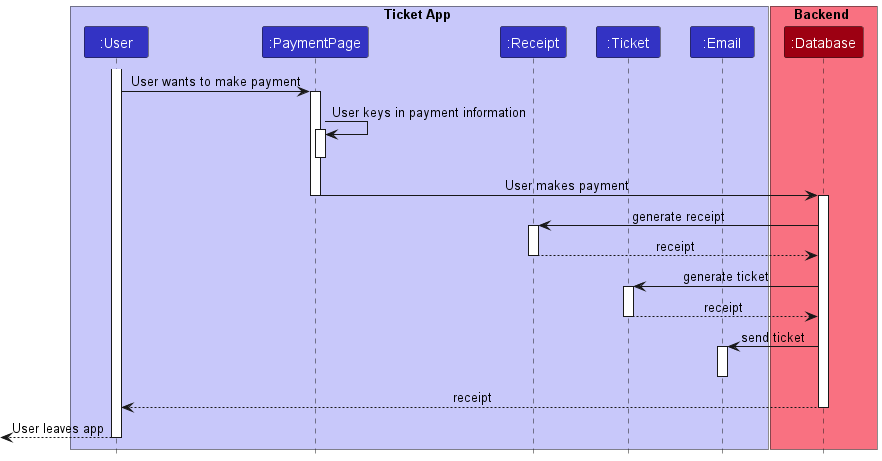 Ticket App
Backend
:User
:PaymentPage
:Receipt
:Ticket
:Email
:Database
User wants to make payment
User keys in payment information
User makes payment
generate receipt
receipt
generate ticket
receipt
send ticket
receipt
User leaves app